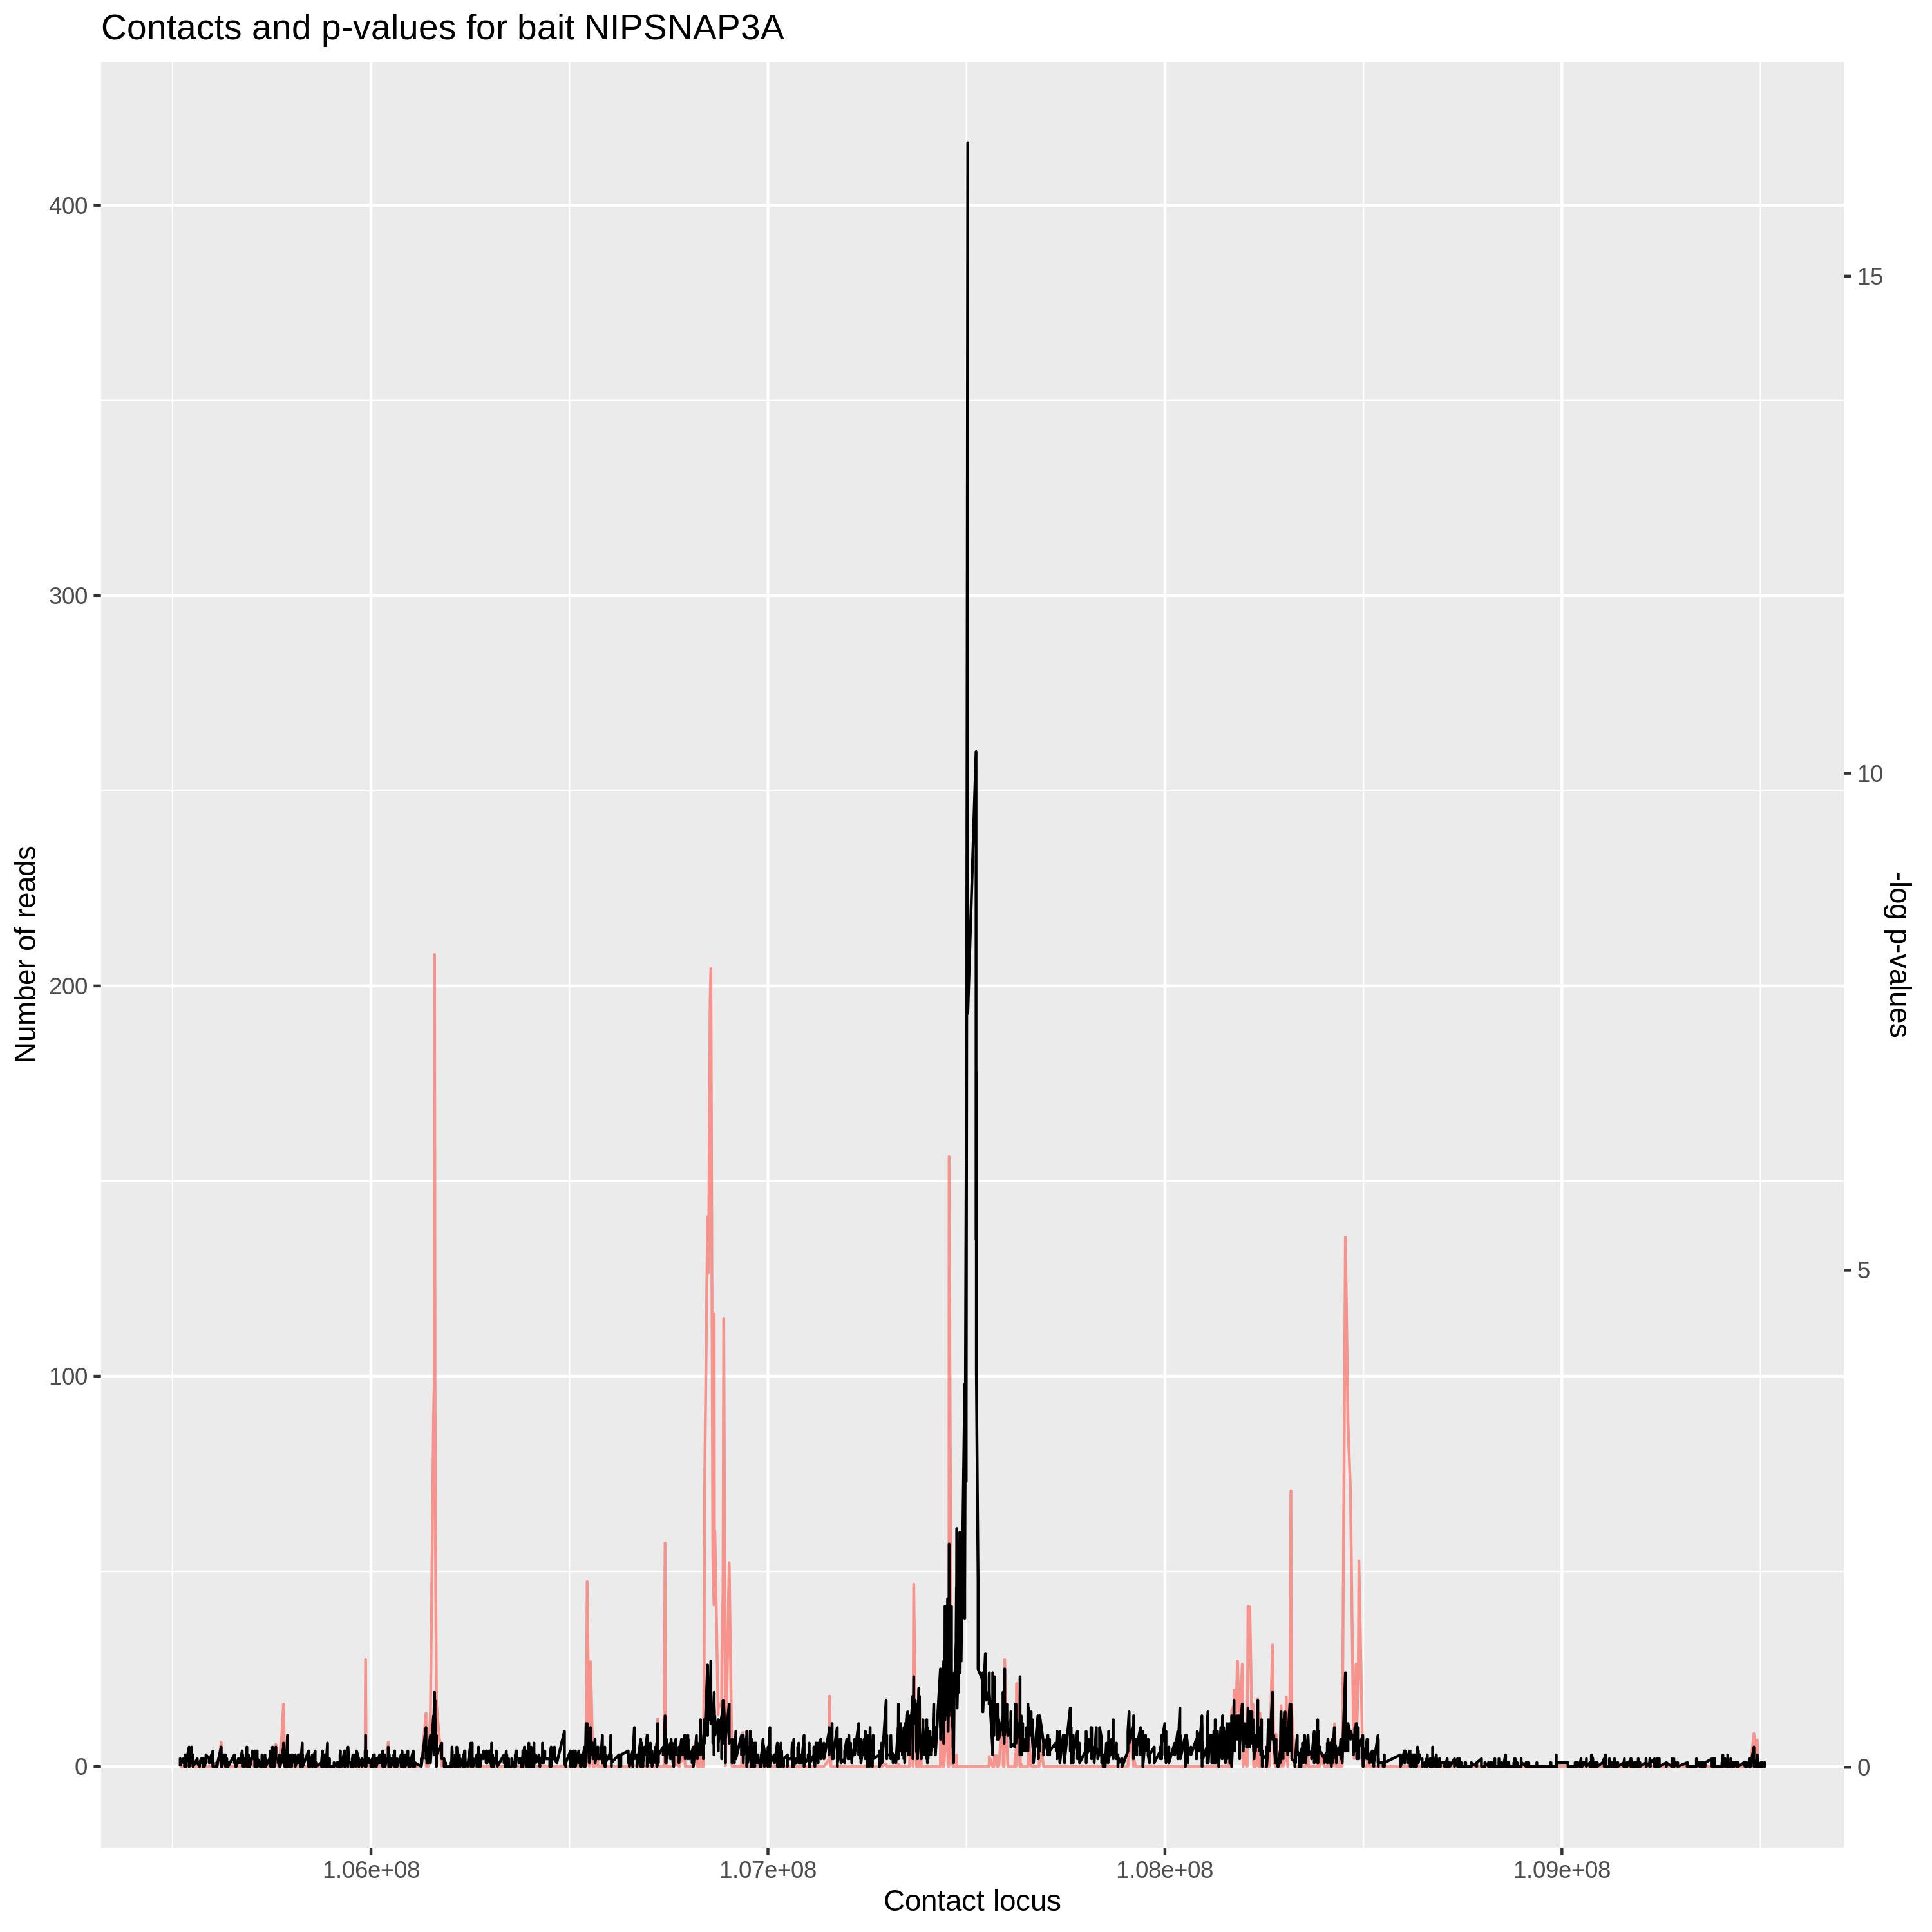 Contacts and p-values for bait NIPSNAP3A
400
300
200
100
0
15
10
5
0
Number of reads
-log p-values
1.06e+08
1.07e+08
1.08e+08
1.09e+08
Contact locus